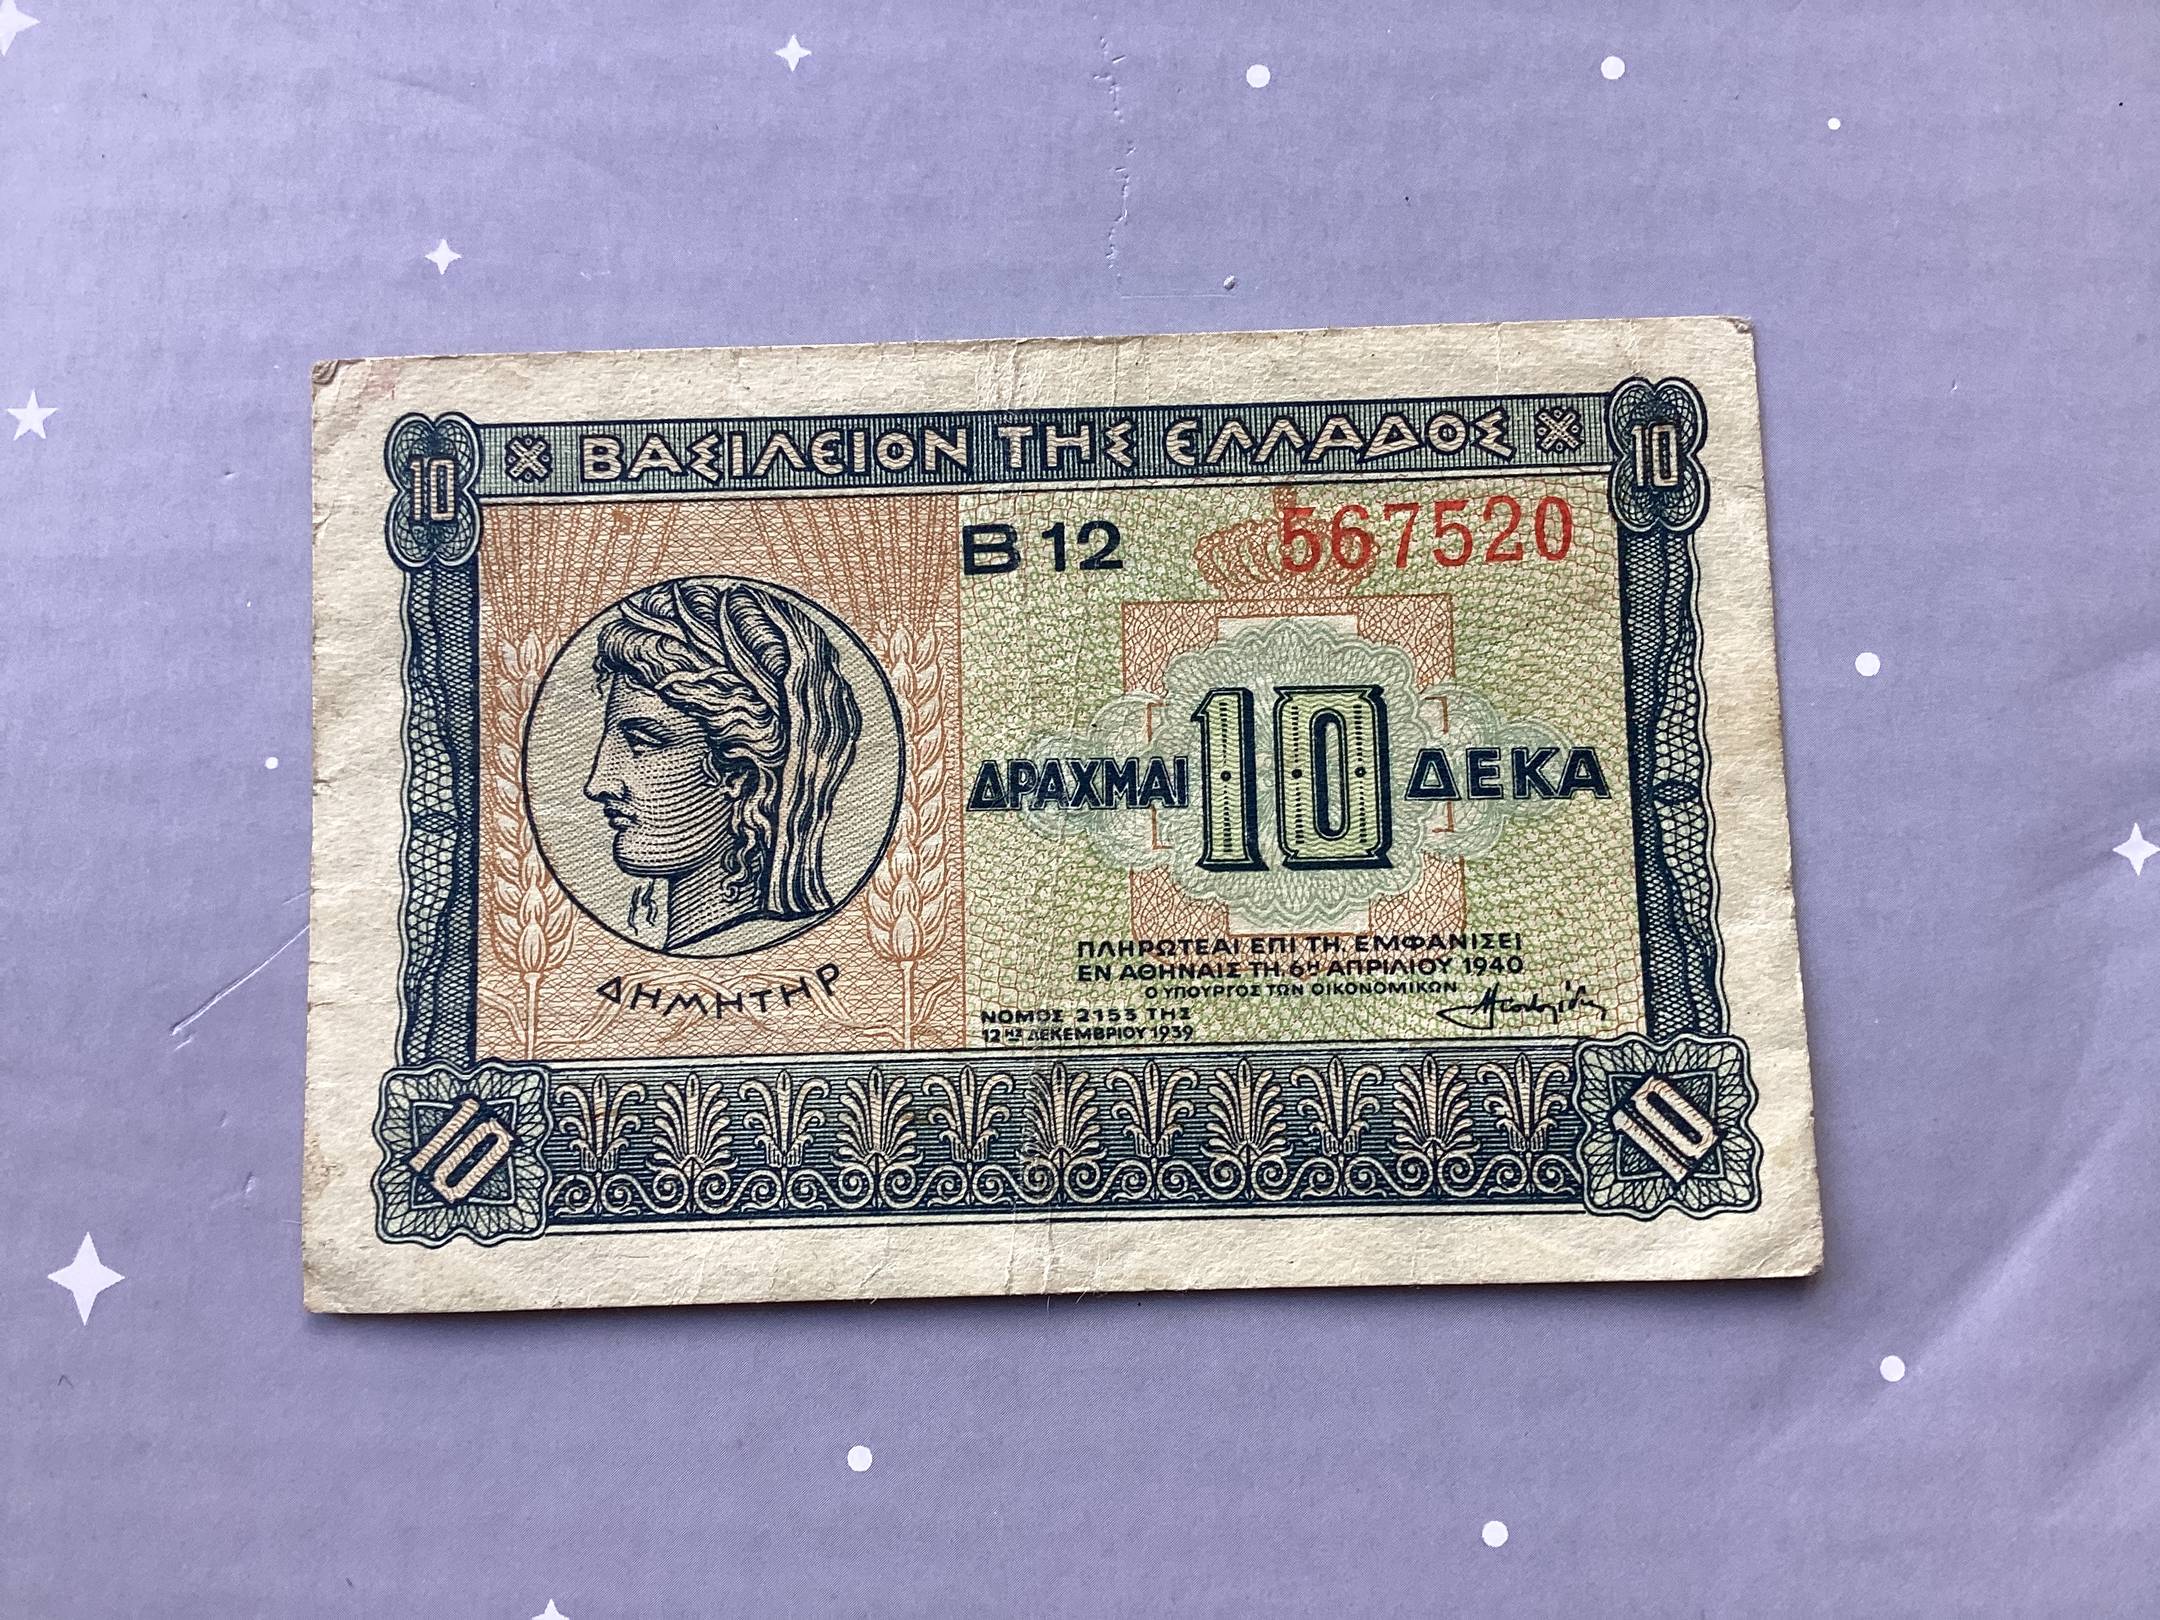 10 ΒΑΣΙΛΕΙΟΝ ΤΗΣ ΕΛΛΑΔΟΣ 10
Β 12 567520
ΔΡΑΧΜΑΙ 10 ΔΕΚΑ
ΔΗΜΗΤΗΡ
ΠΛΗΡΩΤΕΑΙ ΕΠΙ ΤΗ. ΕΜΦΑΝΙΣΕΙ
ΕΝ ΑΘΗΝΑΙΣ ΤΗ. 6Η ΑΠΡΙΛΙΟΥ 1940
Ο ΥΠΟΥΡΓΟΣ ΤΩΝ ΟΙΚΟΝΟΜΙΚΩΝ
ΝΟΜΟΣ 2153 ΤΗΣ
12ΗΣ ΔΕΚΕΜΒΡΙΟΥ 1939
10 10